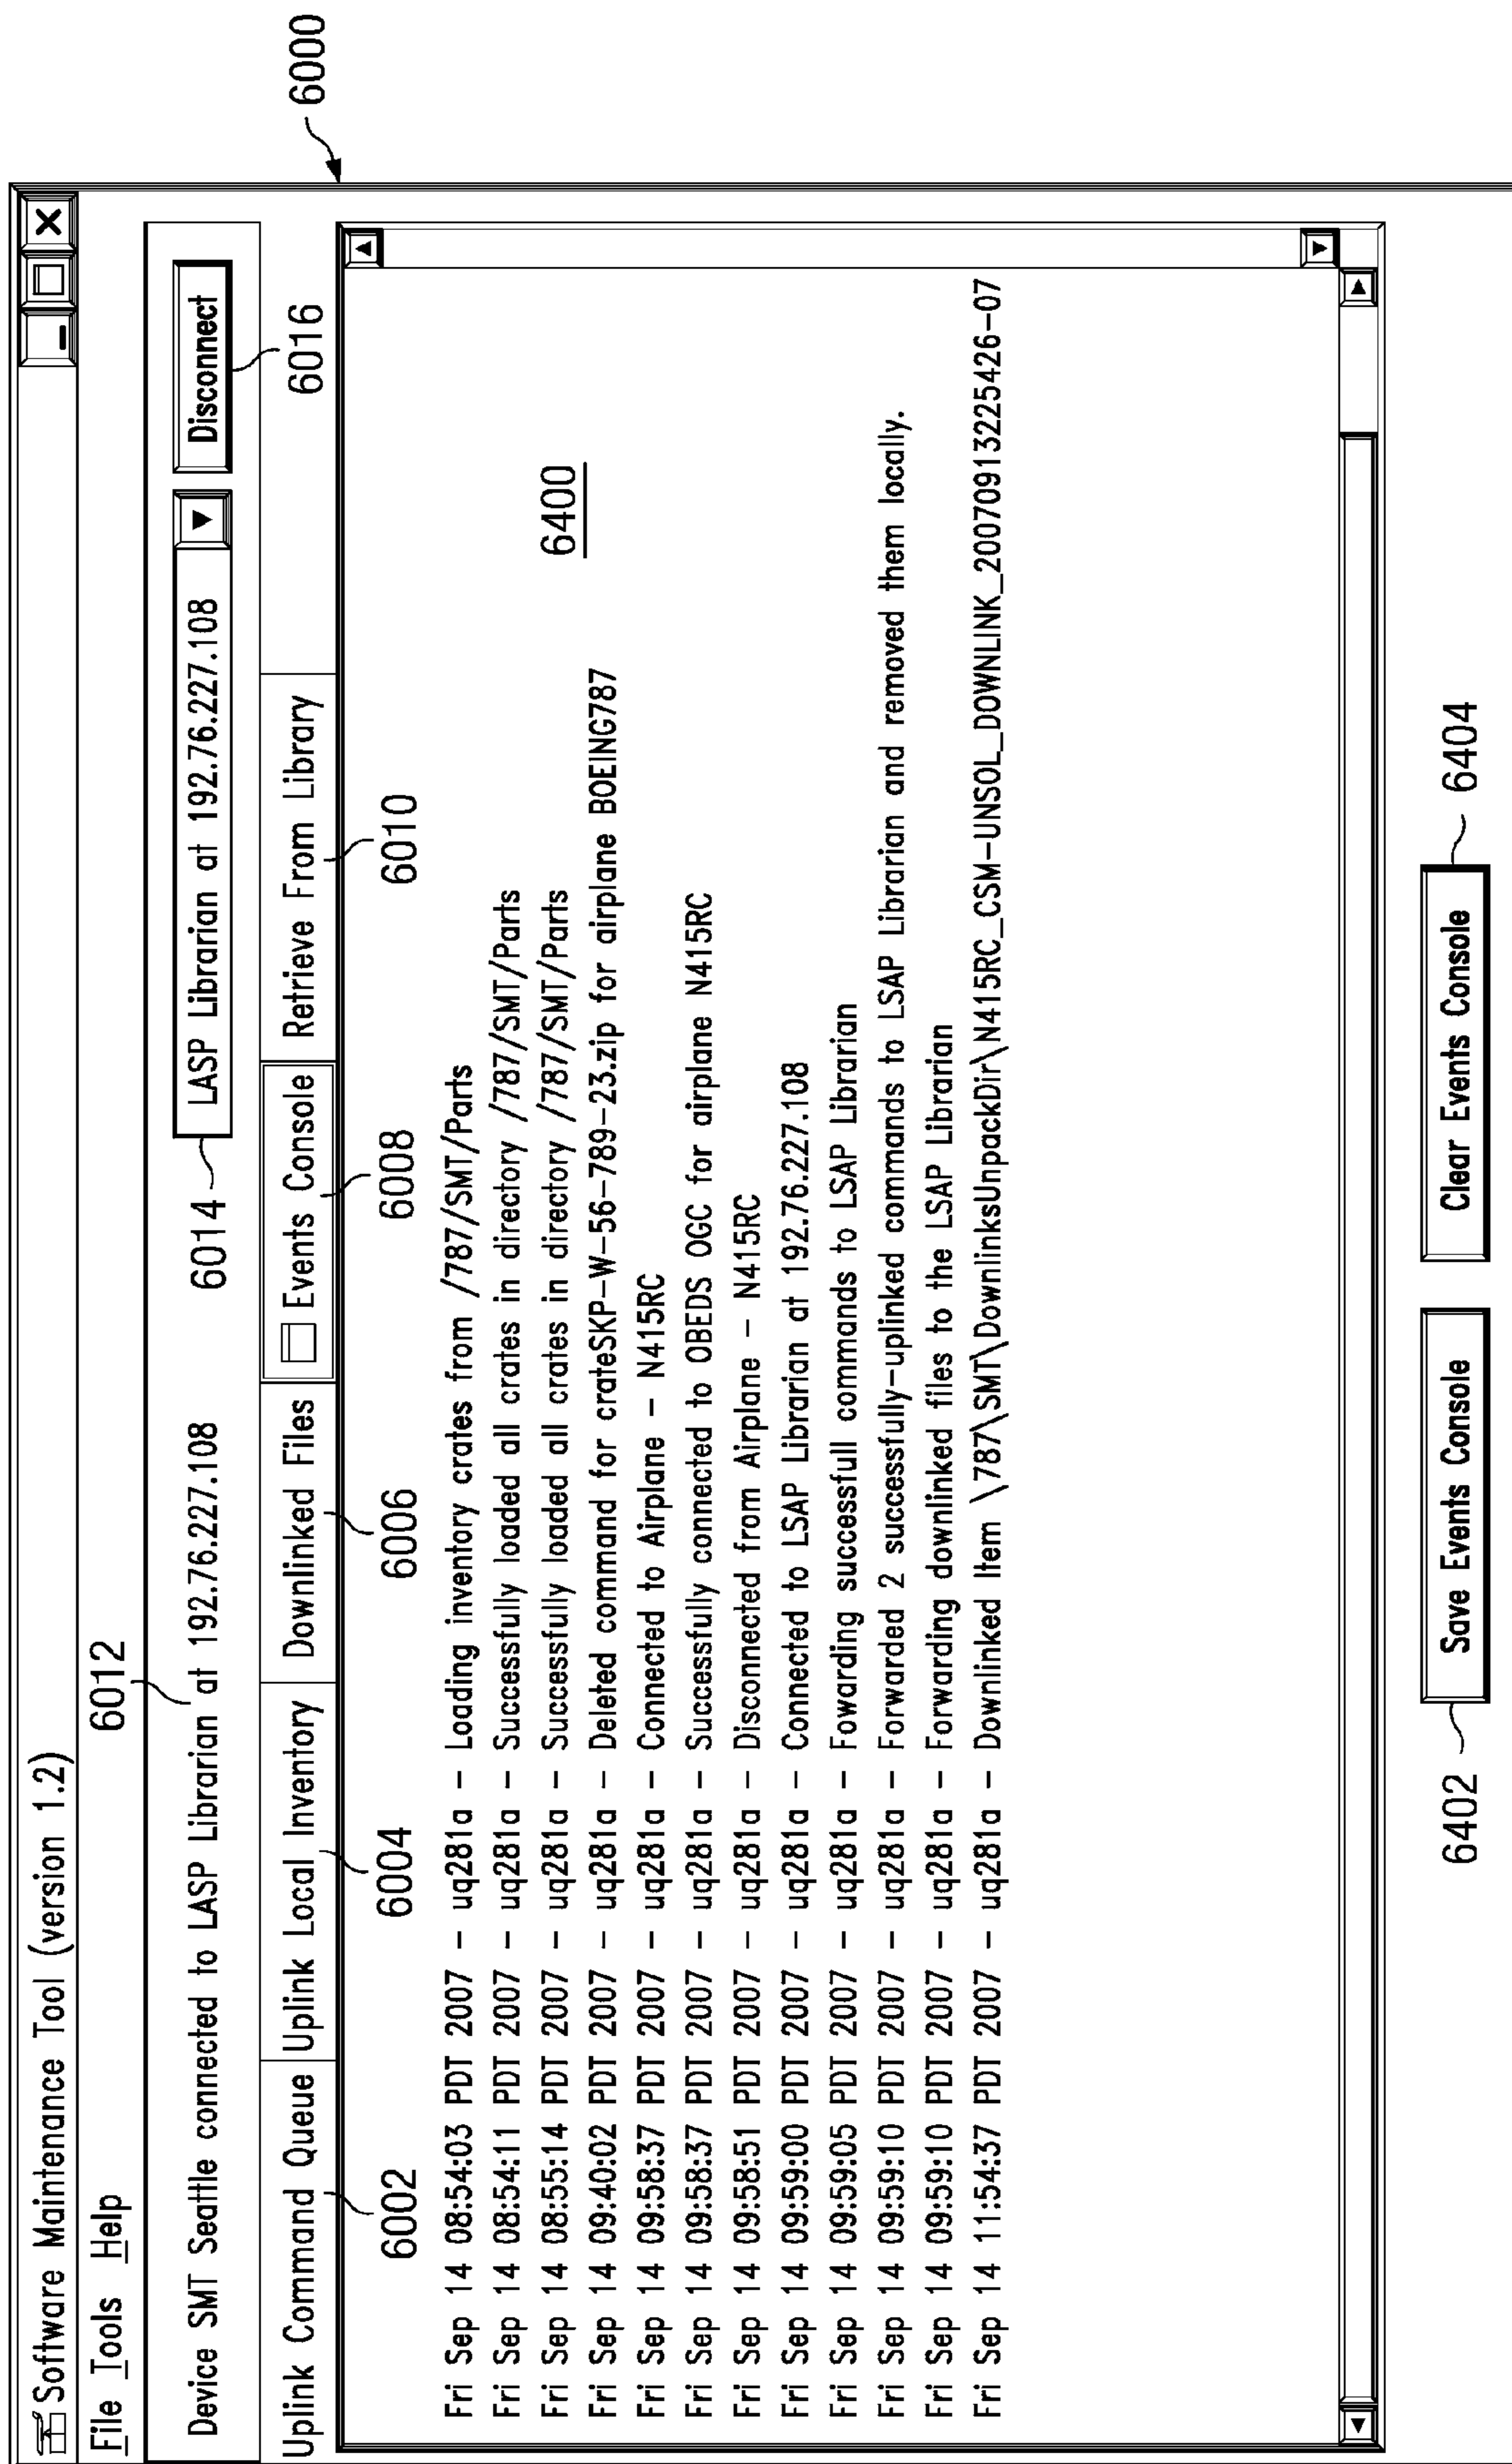 Software Maintenance Tool (version 1.2)
File Tools Help
6012
6000
Device SMT Seattle connected to LASP Librarian at 192.76.227.108
6014
LASP Librarian at 192.76.227.108
Disconnect
6016
Uplink Command Queue
Uplink Local Inventory
Downlinked Files
Events Console
Retrieve From Library
6002
6004
6006
6008
6010
Fri Sep 14 08:54:03 PDT 2007 - uq281a - Loading inventory crates from /787/SMT/Parts
Fri Sep 14 08:54:11 PDT 2007 - uq281a - Successfully loaded all crates in directory /787/SMT/Parts
Fri Sep 14 08:55:14 PDT 2007 - uq281a - Successfully loaded all crates in directory /787/SMT/Parts
6400
Fri Sep 14 09:40:02 PDT 2007 - uq281a - Deleted command for crateSKP-W-56-789-23.zip for airplane BOEING787
Fri Sep 14 09:58:37 PDT 2007 - uq281a - Connected to Airplane - N415RC
Fri Sep 14 09:58:37 PDT 2007 - uq281a - Successfully connected to OBEDS OGC for airplane N415RC
Fri Sep 14 09:58:51 PDT 2007 - uq281a - Disconnected from Airplane - N415RC
Fri Sep 14 09:59:00 PDT 2007 - uq281a - Connected to LSAP Librarian at 192.76.227.108
Fri Sep 14 09:59:05 PDT 2007 - uq281a - Fowarding successfull commands to LSAP Librarian
Fri Sep 14 09:59:10 PDT 2007 - uq281a - Forwarded 2 successfully-uplinked commands to LSAP Librarian and removed them locally.
Fri Sep 14 09:59:10 PDT 2007 - uq281a - Forwarding downlinked files to the LSAP Librarian
Fri Sep 14 11:54:37 PDT 2007 - uq281a - Downlinked Item \787\SMT\DownlinksUnpackDir\N415RC_CSM-UNSOL_DOWNLINK_20070913225426-07
6402
Save Events Console
Clear Events Console
6404